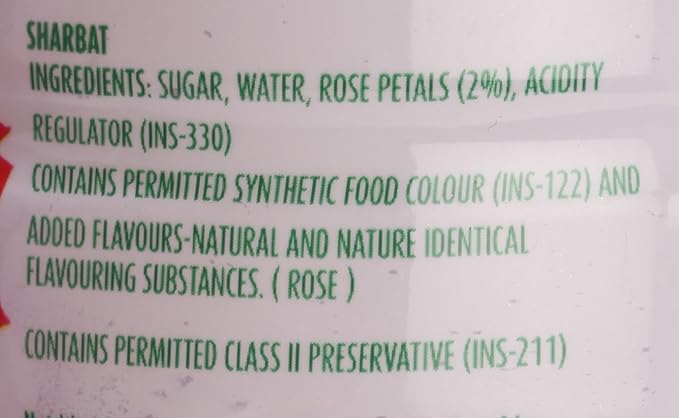 SHARBAT
INGREDIENTS: SUGAR, WATER, ROSE PETALS (2%), ACIDITY
REGULATOR (INS-330)
CONTAINS PERMITTED SYNTHETIC FOOD COLOUR (INS-122) AND
ADDED FLAVOURS-NATURAL AND NATURE IDENTICAL
FLAVOURING SUBSTANCES. ( ROSE )
CONTAINS PERMITTED CLASS II PRESERVATIVE (INS-211)